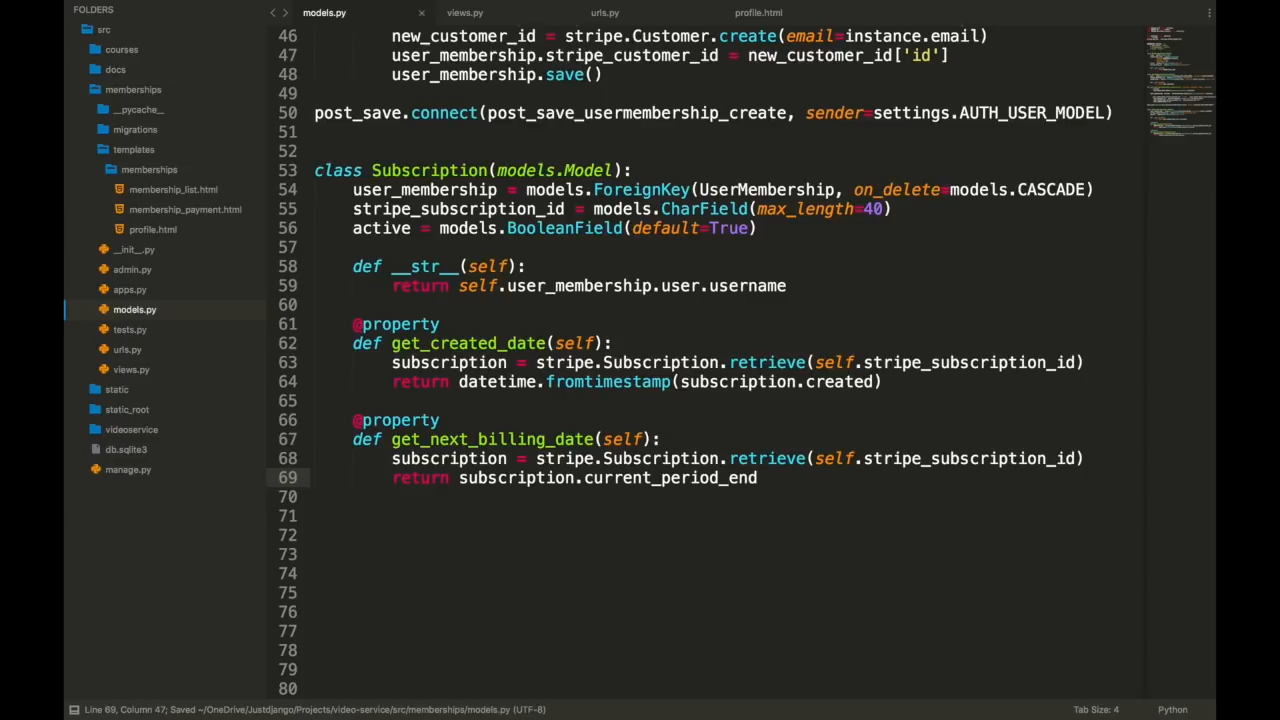 FOLDERS
src
courses
docs
memberships
__pycache__
migrations
templates
memberships
membership_list.html
membership_payment.html
profile.html
__init__.py
admin.py
apps.py
models.py
tests.py
urls.py
views.py
static
static_root
videoservice
db.sqlite3
manage.py
models.py × views.py urls.py profile.html
46 new_customer_id = stripe.Customer.create(email=instance.email)
47 user_membership.stripe_customer_id = new_customer_id['id']
48 user_membership.save()
49
50 post_save.connect(post_save_usermembership_create, sender=settings.AUTH_USER_MODEL)
51
52
53 class Subscription(models.Model):
54 user_membership = models.ForeignKey(UserMembership, on_delete=models.CASCADE)
55 stripe_subscription_id = models.CharField(max_length=40)
56 active = models.BooleanField(default=True)
57
58 def __str__(self):
59 return self.user_membership.user.username
60
61 @property
62 def get_created_date(self):
63 subscription = stripe.Subscription.retrieve(self.stripe_subscription_id)
64 return datetime.fromtimestamp(subscription.created)
65
66 @property
67 def get_next_billing_date(self):
68 subscription = stripe.Subscription.retrieve(self.stripe_subscription_id)
69 return subscription.current_period_end
70
71
72
73
74
75
76
77
78
79
80
Line 69, Column 47; Saved ~/OneDrive/Justdjango/Projects/video-service/src/memberships/models.py (UTF-8) Tab Size: 4 Python